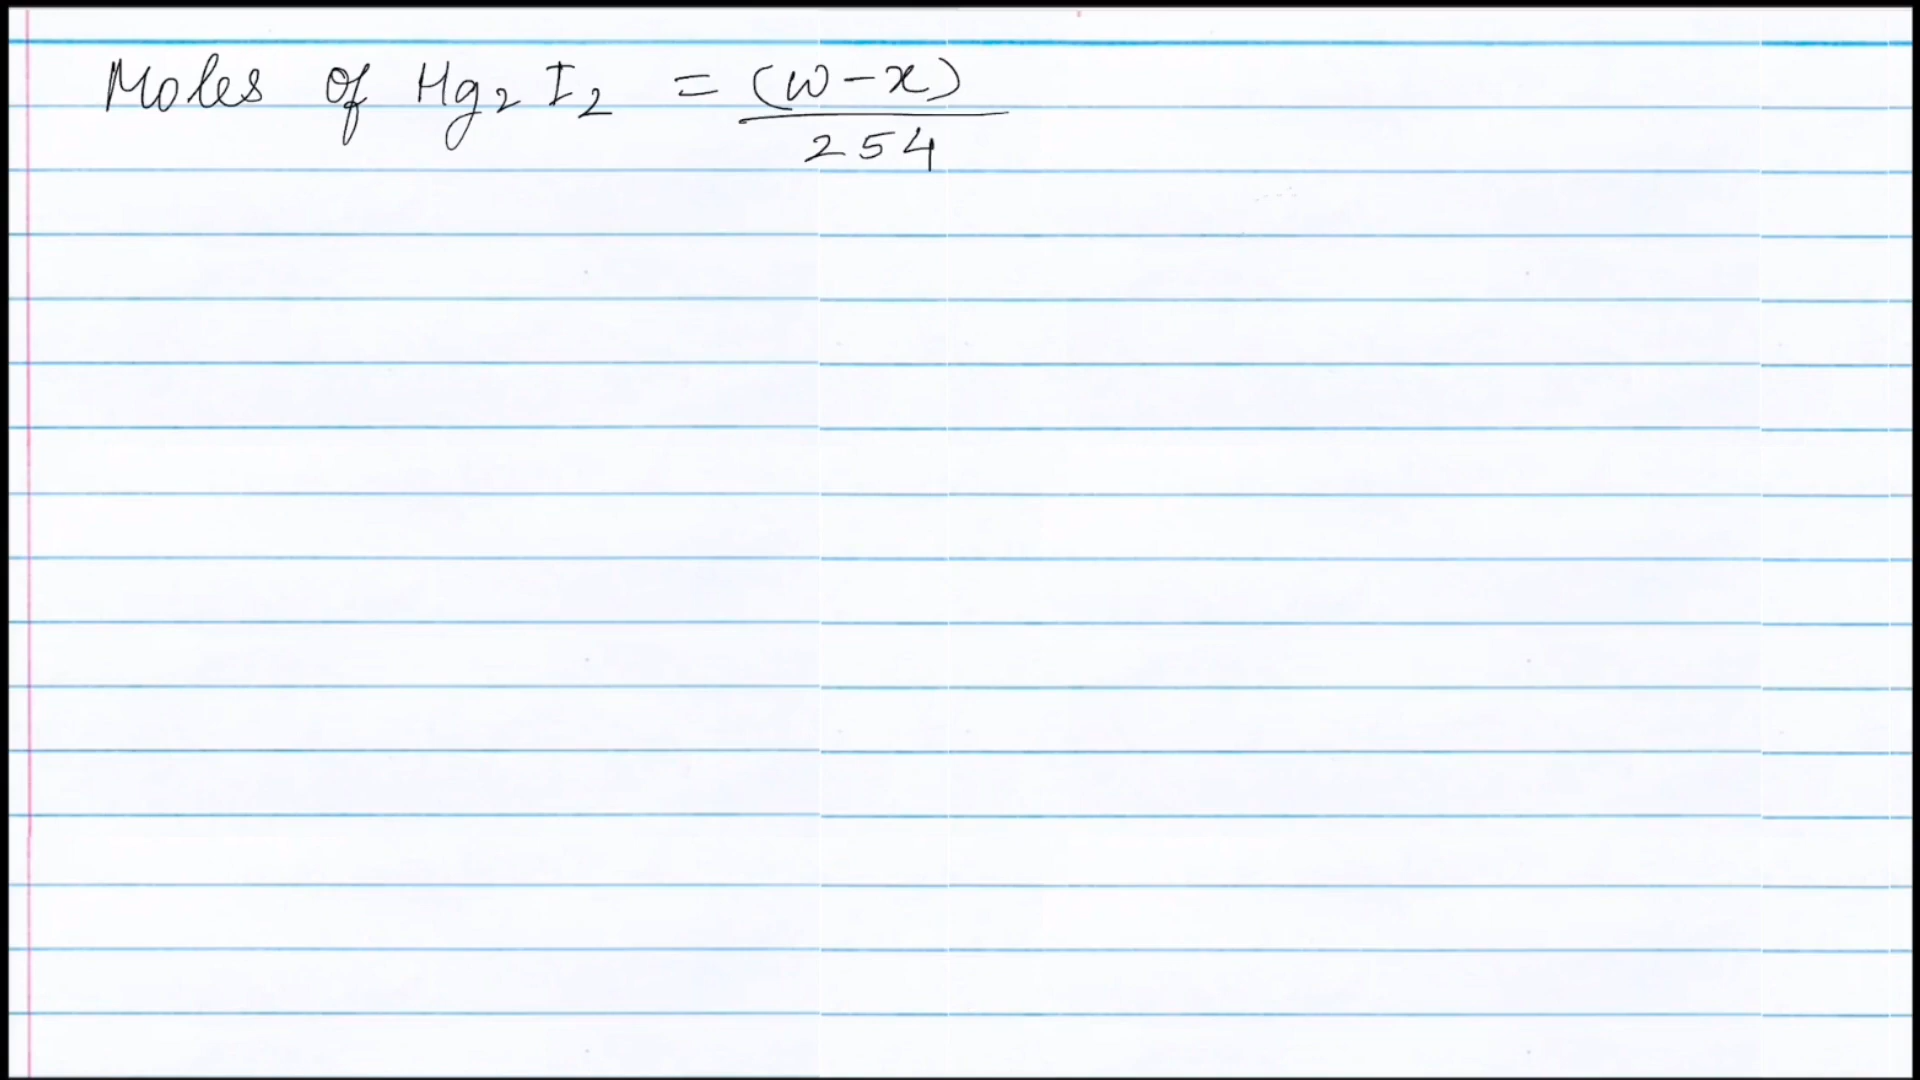 Moles of Hg₂ I₂ = (w-x)
254